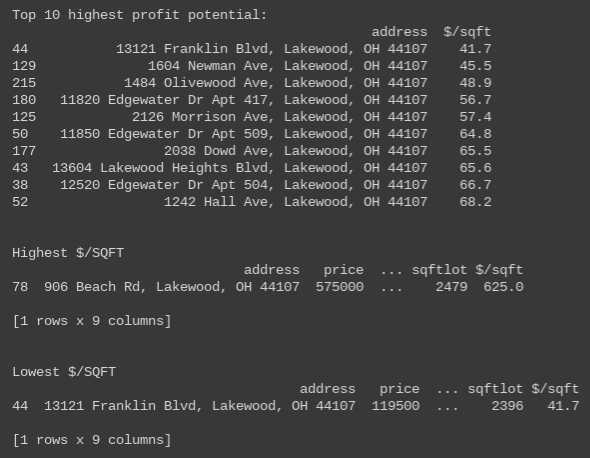 Top 10 highest profit potential:
address $/sqft
44 13121 Franklin Blvd, Lakewood, OH 44107 41.7
129 1604 Newman Ave, Lakewood, OH 44107 45.5
215 1484 Olivewood Ave, Lakewood, OH 44107 48.9
180 11820 Edgewater Dr Apt 417, Lakewood, OH 44107 56.7
125 2126 Morrison Ave, Lakewood, OH 44107 57.4
50 11850 Edgewater Dr Apt 509, Lakewood, OH 44107 64.8
177 2038 Dowd Ave, Lakewood, OH 44107 65.5
43 13604 Lakewood Heights Blvd, Lakewood, OH 44107 65.6
38 12520 Edgewater Dr Apt 504, Lakewood, OH 44107 66.7
52 1242 Hall Ave, Lakewood, OH 44107 68.2
Highest $/SQFT
address price ... sqftlot $/sqft
78 906 Beach Rd, Lakewood, OH 44107 575000 ... 2479 625.0
[1 rows x 9 columns]
Lowest $/SQFT
address price ... sqftlot $/sqft
44 13121 Franklin Blvd, Lakewood, OH 44107 119500 ... 2396 41.7
[1 rows x 9 columns]